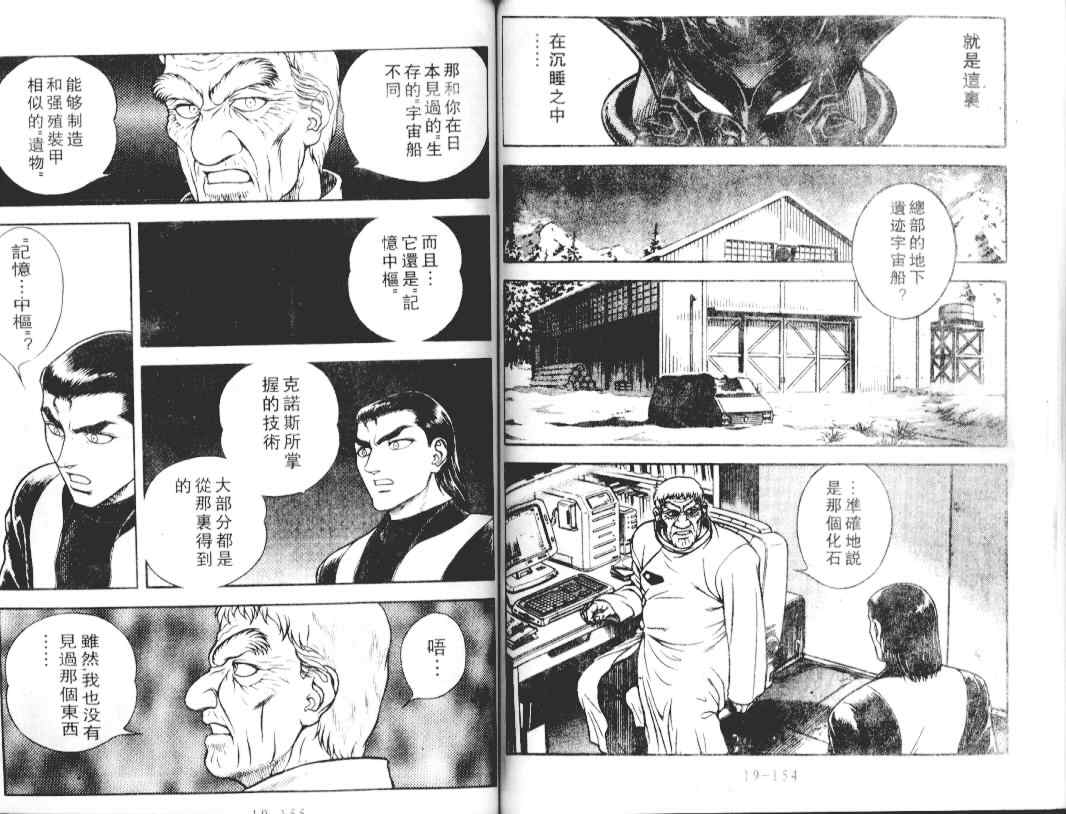 就是這裏
在沉睡之中
……
總部的地下
遺迹宇宙船?
…準確地説
是那個化石
19-154
那和你在日
本見過的"生
存的"宇宙船
不同
能够制造
和强殖裝甲
相似的"遺物"
而且…
它還是"記
憶中樞"
"記憶…中樞"?
克諾斯所掌
握的技術
大部分都是
從那裏得到
的
唔…
雖然我也没有
見過那個東西
……
19-155